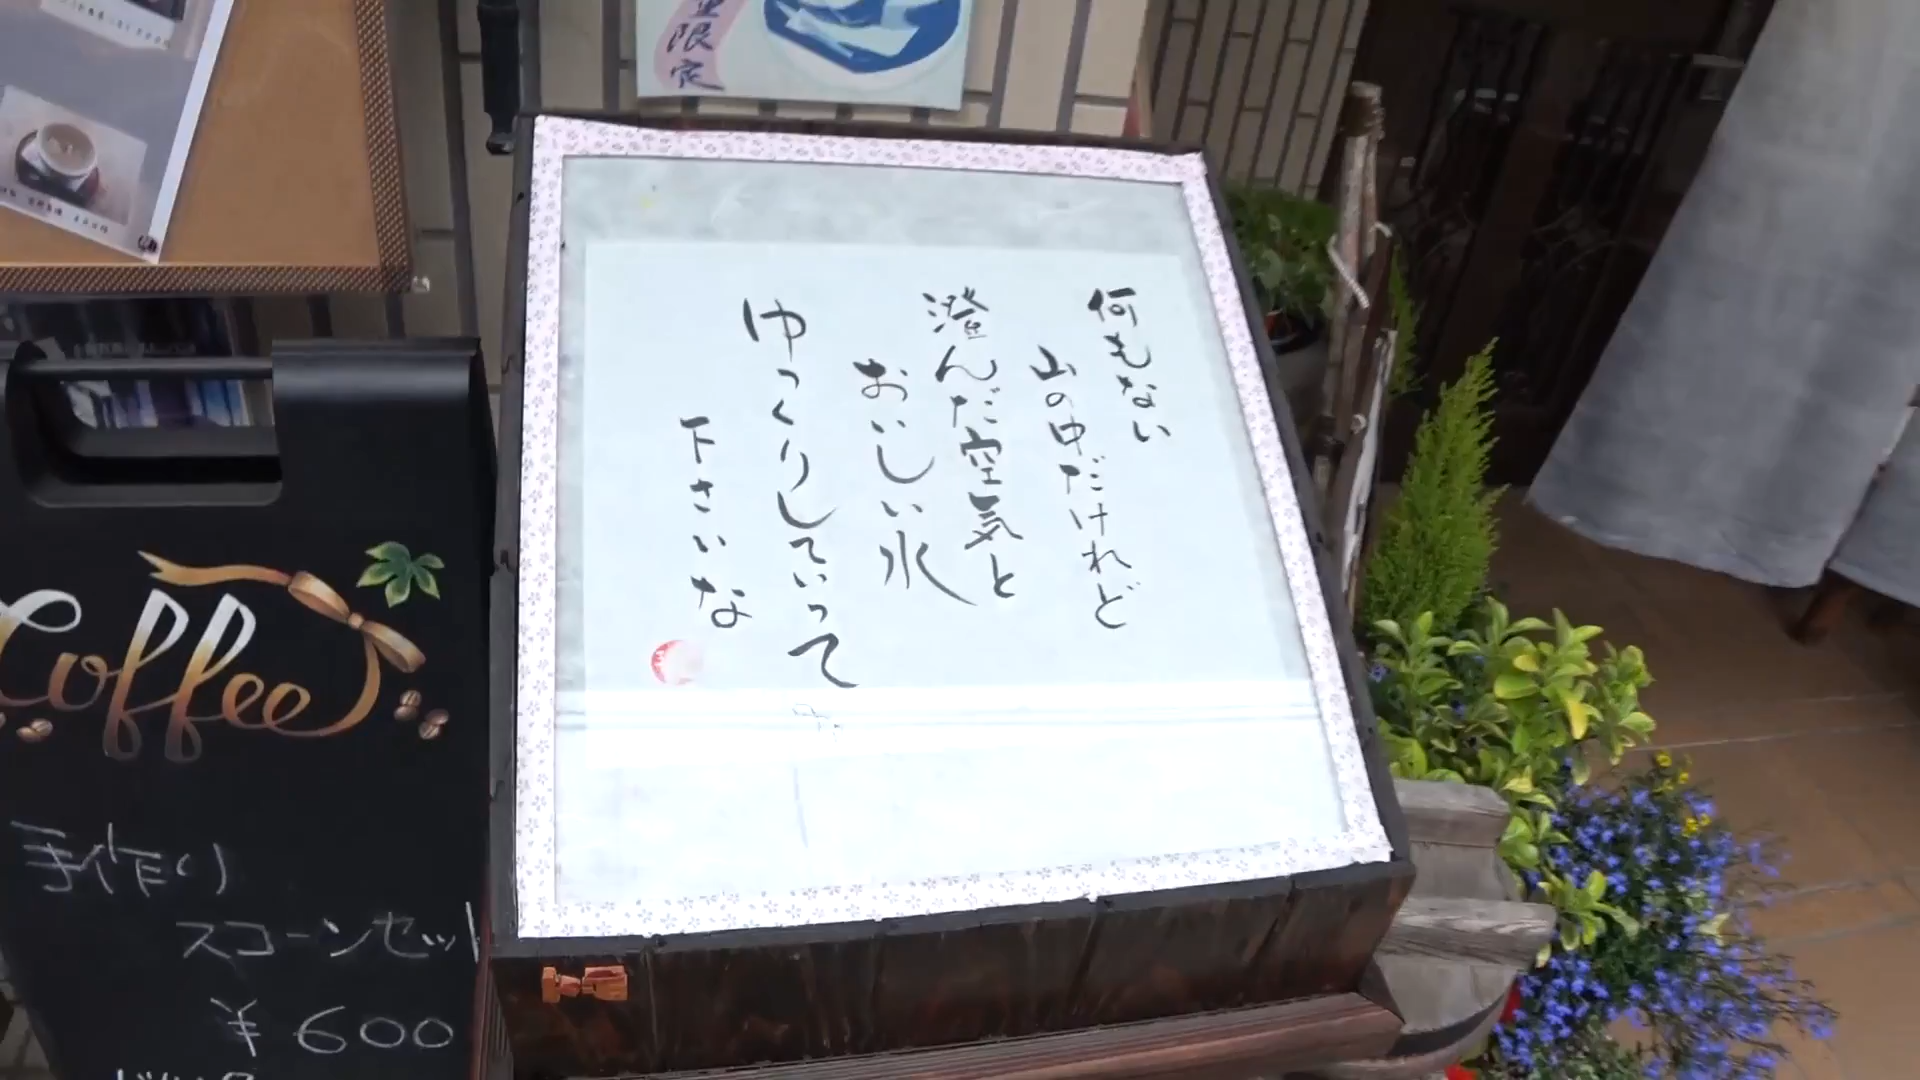 何もない
山の中だけれど
澄んだ空気と
おいしい水
ゆっくりしていって
下さいな
限定
Coffee
手作り
スコーンセット
¥600